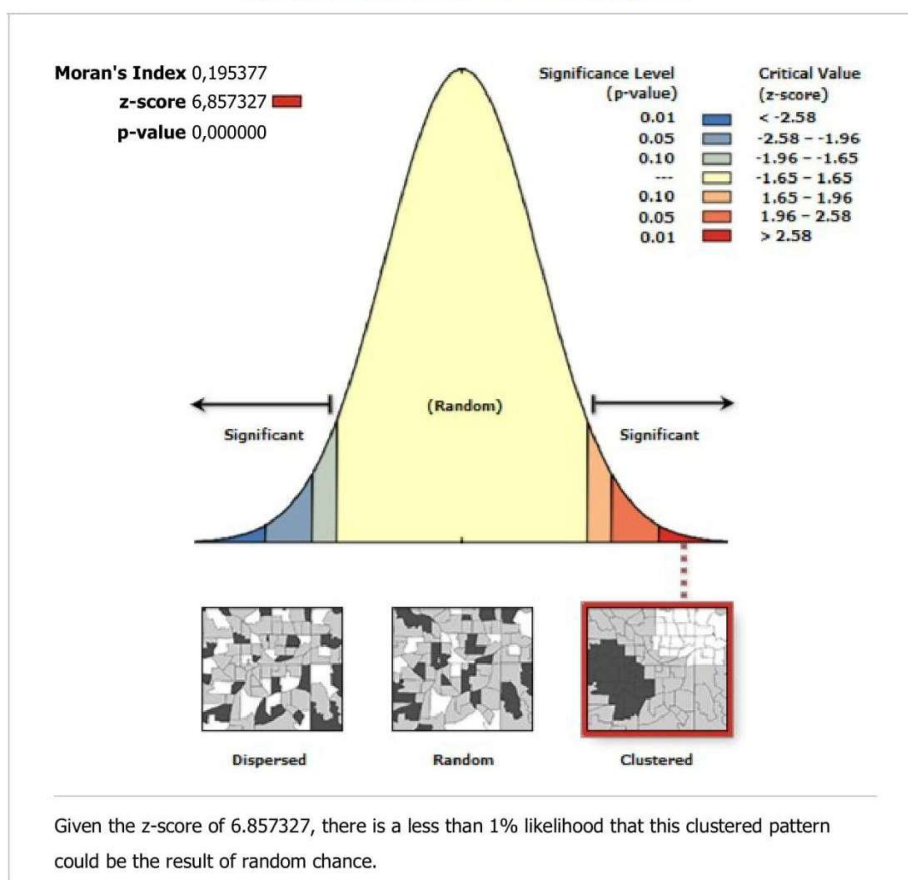 Moran's Index 0,195377
z-score 6,857327
p-value 0,000000
Significance Level Critical Value
(p-value) (z-score)
0.01 < -2.58
0.05 -2.58 – -1.96
0.10 -1.96 – -1.65
--- -1.65 – 1.65
0.10 1.65 – 1.96
0.05 1.96 – 2.58
0.01 > 2.58
(Random)
Significant Significant
Dispersed Random Clustered
Given the z-score of 6.857327, there is a less than 1% likelihood that this clustered pattern
could be the result of random chance.